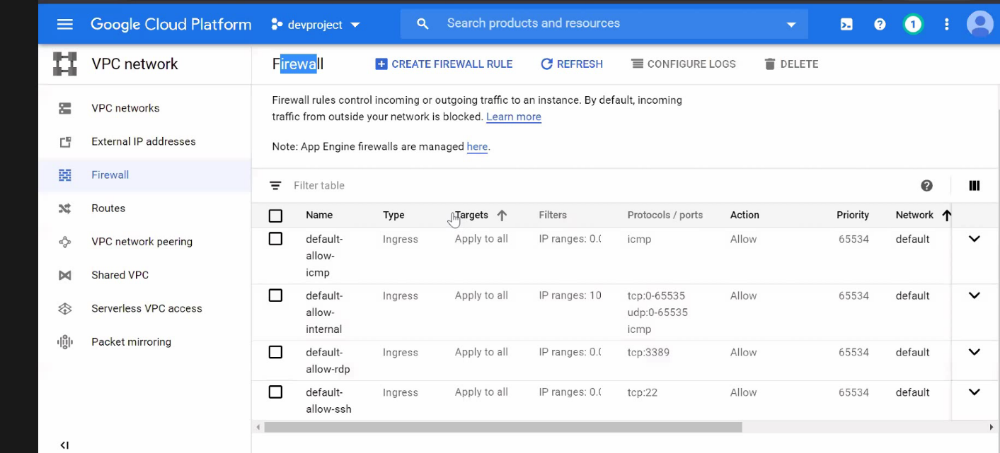 Google Cloud Platform devproject Search products and resources 1
VPC network
Firewall CREATE FIREWALL RULE REFRESH CONFIGURE LOGS DELETE
VPC networks
External IP addresses
Firewall
Routes
VPC network peering
Shared VPC
Serverless VPC access
Packet mirroring
Firewall rules control incoming or outgoing traffic to an instance. By default, incoming
traffic from outside your network is blocked. Learn more
Note: App Engine firewalls are managed here.
Filter table
Name Type Targets Filters Protocols / ports Action Priority Network
default- Ingress Apply to all IP ranges: 0.0 icmp Allow 65534 default
allow-
icmp
default- Ingress Apply to all IP ranges: 10 tcp:0-65535 Allow 65534 default
allow- udp:0-65535
internal icmp
default- Ingress Apply to all IP ranges: 0.0 tcp:3389 Allow 65534 default
allow-rdp
default- Ingress Apply to all IP ranges: 0.0 tcp:22 Allow 65534 default
allow-ssh